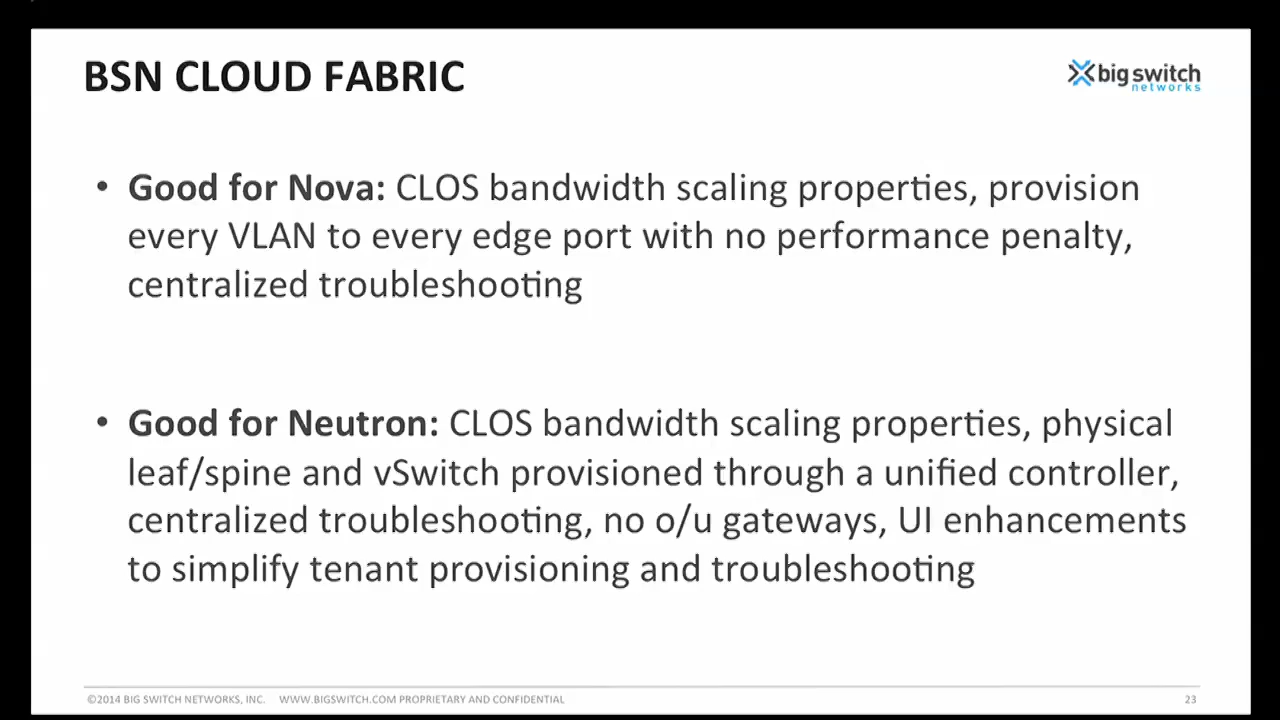 BSN CLOUD FABRIC
big switch
networks
• Good for Nova: CLOS bandwidth scaling properties, provision
every VLAN to every edge port with no performance penalty,
centralized troubleshooting
• Good for Neutron: CLOS bandwidth scaling properties, physical
leaf/spine and vSwitch provisioned through a unified controller,
centralized troubleshooting, no o/u gateways, UI enhancements
to simplify tenant provisioning and troubleshooting
©2014 BIG SWITCH NETWORKS, INC. WWW.BIGSWITCH.COM PROPRIETARY AND CONFIDENTIAL
23